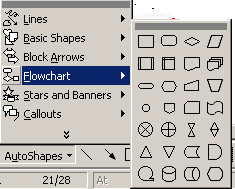 Lines
Basic Shapes
Block Arrows
Flowchart
Stars and Banners
Callouts
AutoShapes
21/28 At